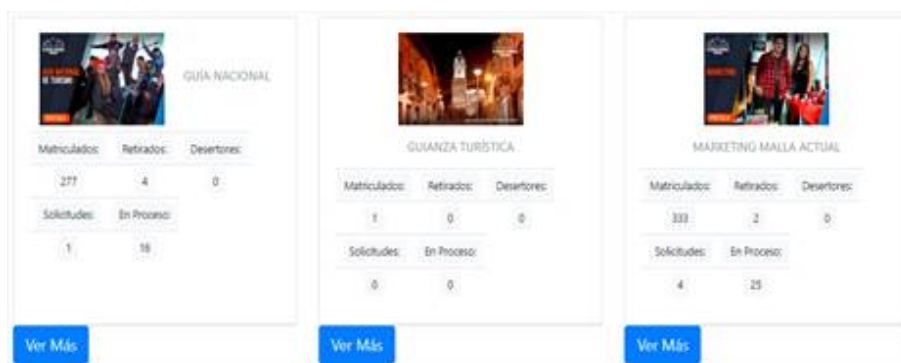 GUÍA NACIONAL
Matriculados: Retirados: Desertores:
277 4 0
Solicitudes: En Proceso:
1 16
Ver Más
GUIANZA TURÍSTICA
Matriculados: Retirados: Desertores:
1 0 0
Solicitudes: En Proceso:
0 0
Ver Más
MARKETING MALLA ACTUAL
Matriculados: Retirados: Desertores:
333 2 0
Solicitudes: En Proceso:
4 25
Ver Más